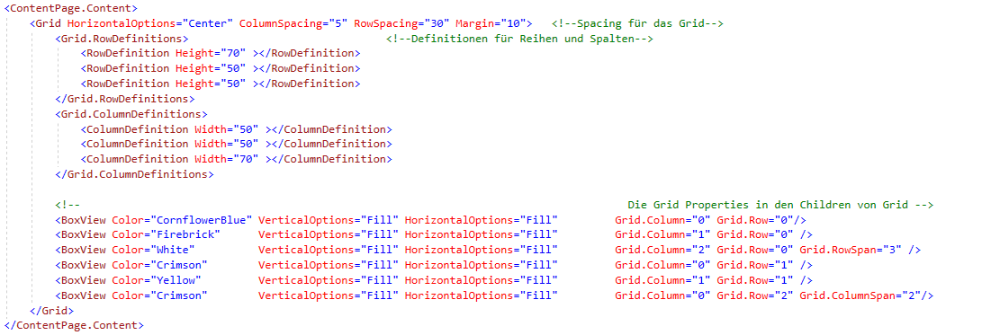 <ContentPage.Content>
<Grid HorizontalOptions="Center" ColumnSpacing="5" RowSpacing="30" Margin="10"> <!--Spacing für das Grid-->
<Grid.RowDefinitions> <!--Definitionen für Reihen und Spalten-->
<RowDefinition Height="70" ></RowDefinition>
<RowDefinition Height="50" ></RowDefinition>
<RowDefinition Height="50" ></RowDefinition>
</Grid.RowDefinitions>
<Grid.ColumnDefinitions>
<ColumnDefinition Width="50" ></ColumnDefinition>
<ColumnDefinition Width="50" ></ColumnDefinition>
<ColumnDefinition Width="70" ></ColumnDefinition>
</Grid.ColumnDefinitions>
<!-- Die Grid Properties in den Children von Grid -->
<BoxView Color="CornflowerBlue" VerticalOptions="Fill" HorizontalOptions="Fill" Grid.Column="0" Grid.Row="0"/>
<BoxView Color="Firebrick" VerticalOptions="Fill" HorizontalOptions="Fill" Grid.Column="1" Grid.Row="0" />
<BoxView Color="White" VerticalOptions="Fill" HorizontalOptions="Fill" Grid.Column="2" Grid.Row="0" Grid.RowSpan="3" />
<BoxView Color="Crimson" VerticalOptions="Fill" HorizontalOptions="Fill" Grid.Column="0" Grid.Row="1" />
<BoxView Color="Yellow" VerticalOptions="Fill" HorizontalOptions="Fill" Grid.Column="1" Grid.Row="1" />
<BoxView Color="Crimson" VerticalOptions="Fill" HorizontalOptions="Fill" Grid.Column="0" Grid.Row="2" Grid.ColumnSpan="2"/>
</Grid>
</ContentPage.Content>